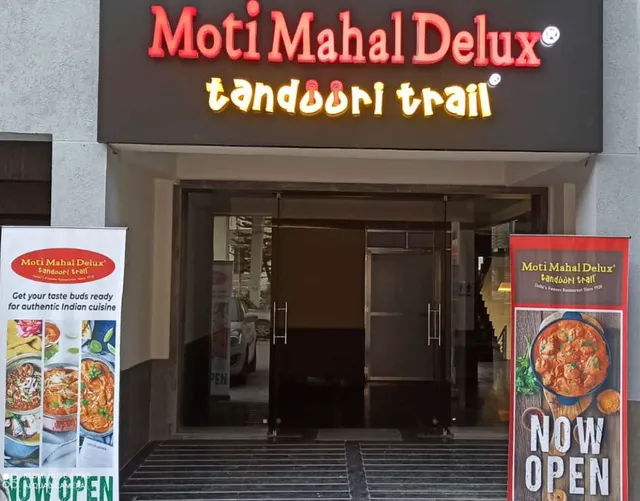 Moti Mahal Delux®
tandoori trail®
Moti Mahal Delux®
tandoori trail
Get your taste buds ready
for authentic Indian cuisine
NOW OPEN
Moti Mahal Delux®
tandoori trail
NOW
OPEN
OPEN